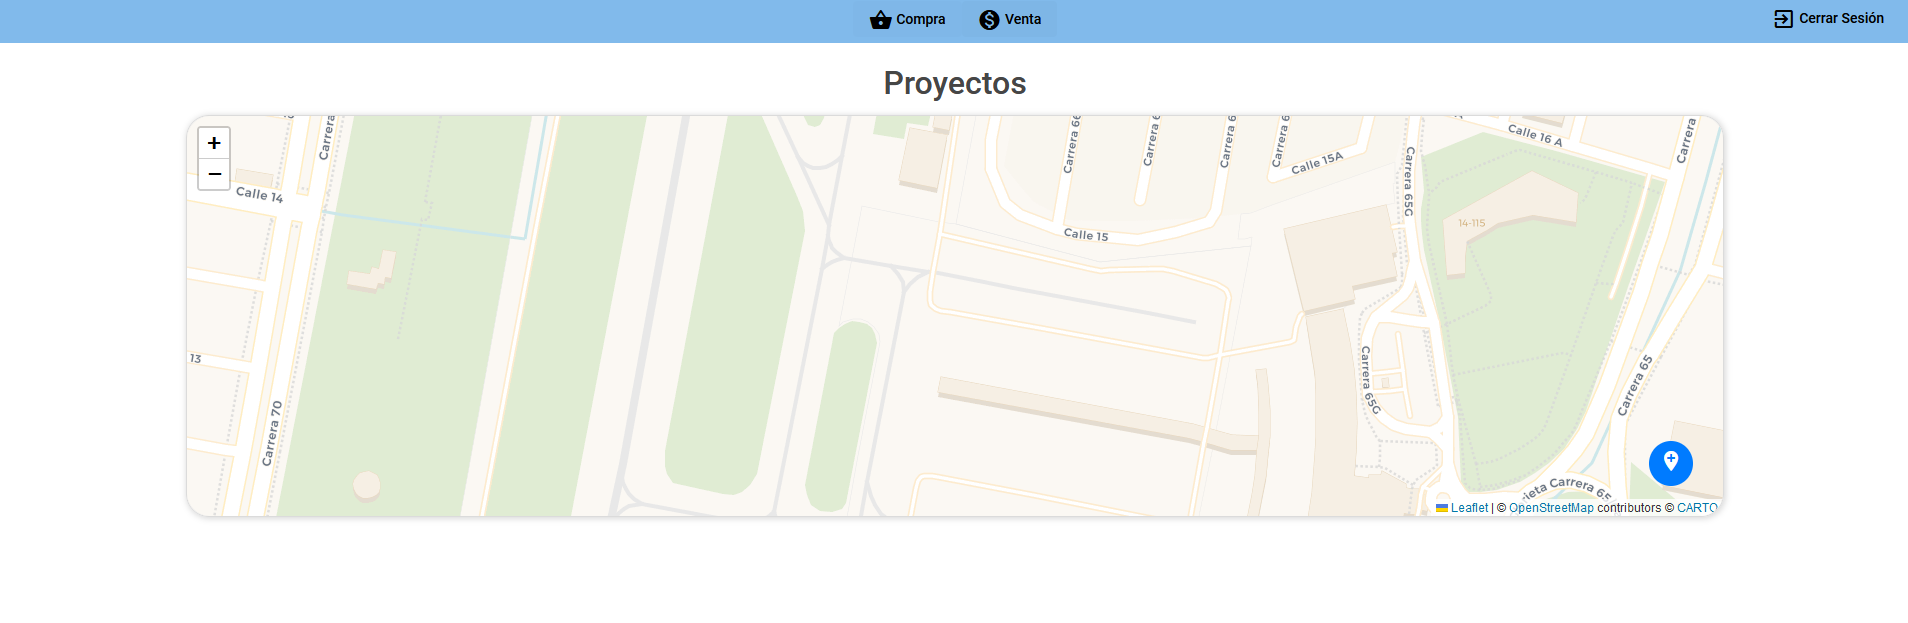 Compra Venta Cerrar Sesión
Proyectos
+
−
Carrera
Carrera 66
Carrera 6
Carrera 6
Carrera 6
Calle 16 A
Carrera
Calle 15A
Carrera 65G
Calle 14
14-115
Calle 15
13
Carrera 65G
Carrera 65
Carrera 70
ieta Carrera 65
Leaflet | © OpenStreetMap contributors © CARTO